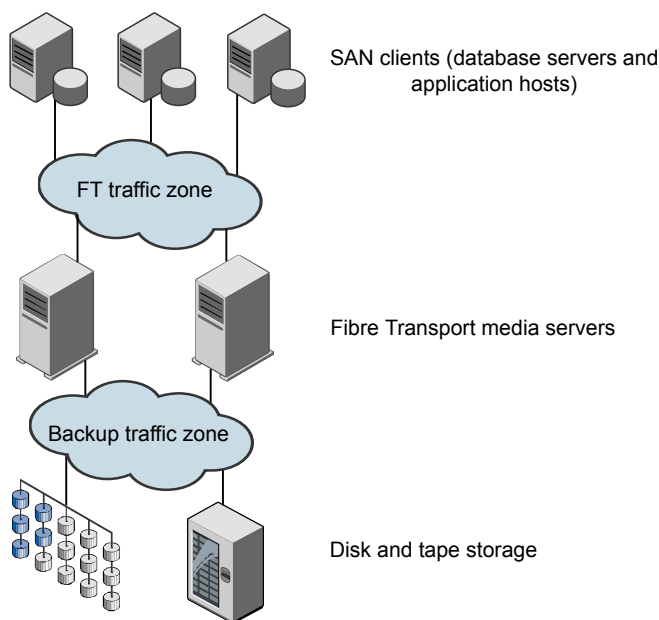 SAN clients (database servers and
application hosts)
FT traffic zone
Fibre Transport media servers
Backup traffic zone
Disk and tape storage